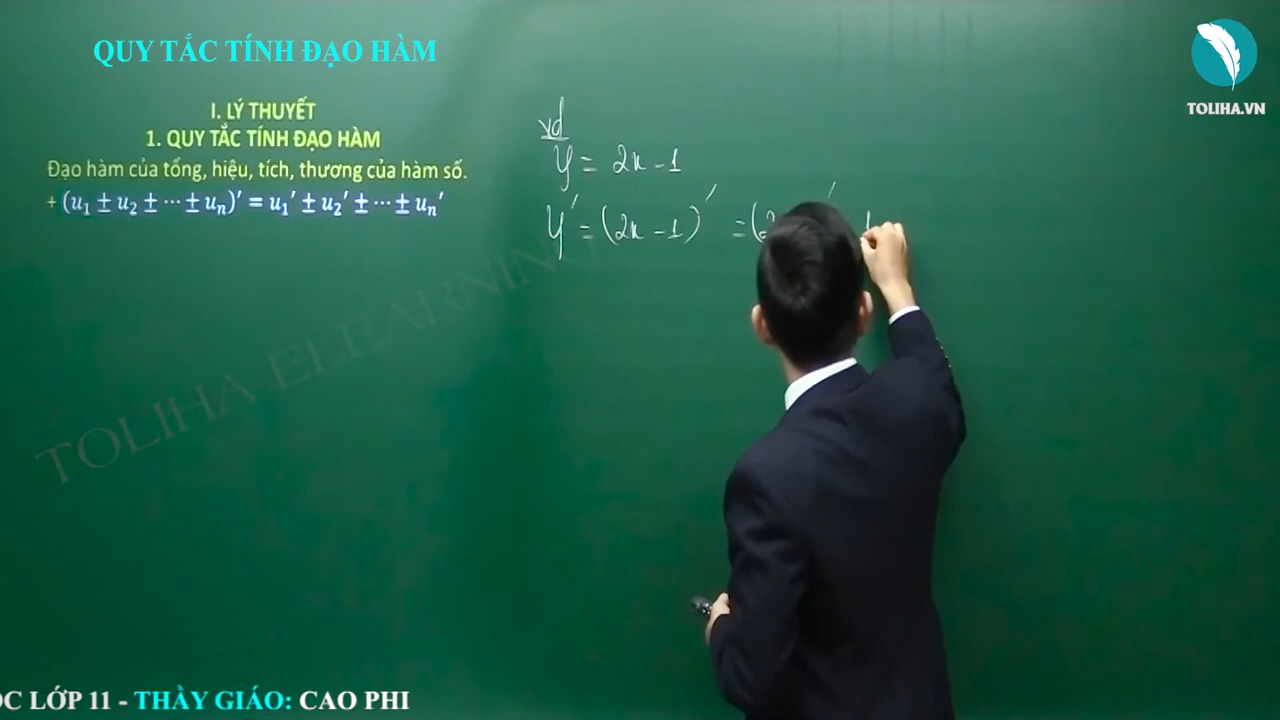 QUY TẮC TÍNH ĐẠO HÀM
I. LÝ THUYẾT
1. QUY TẮC TÍNH ĐẠO HÀM
Đạo hàm của tổng, hiệu, tích, thương của hàm số.
+ (u₁ ± u₂ ± ⋯ ± uₙ)′ = u₁′ ± u₂′ ± ⋯ ± uₙ′
vd
y = 2x - 1
y' = (2x - 1)' = (2 ' 1
TOLIHA.VN
TOLIHA ELEARNING
LỚP 11 - THẦY GIÁO: CAO PHI